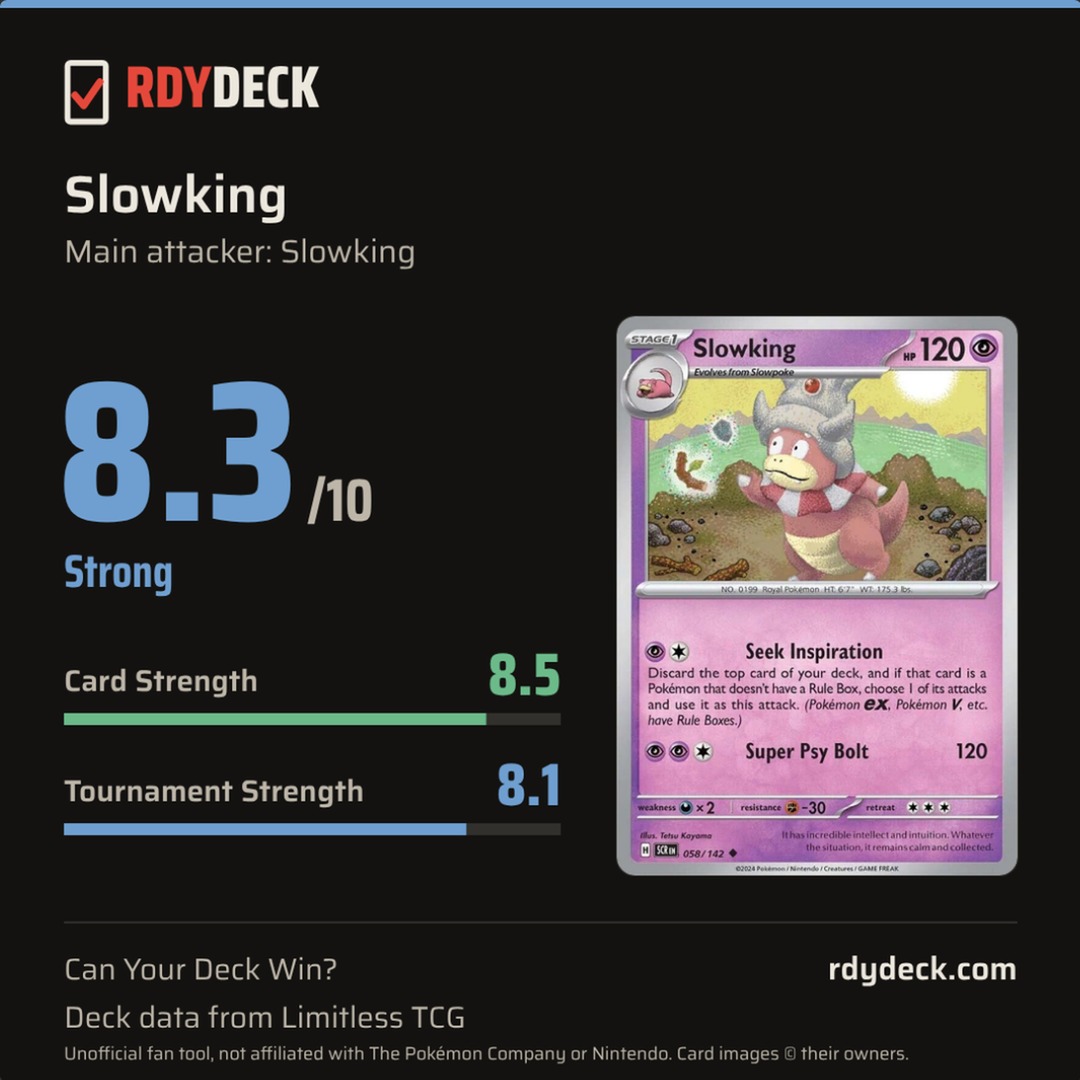 RDYDECK
Slowking
Main attacker: Slowking
8.3 /10
Strong
Card Strength 8.5
Tournament Strength 8.1
STAGE 1 Slowking HP 120
Evolves from Slowpoke
NO. 0199 Royal Pokémon HT: 6'7" WT: 175.3 lbs.
Seek Inspiration
Discard the top card of your deck, and if that card is a
Pokémon that doesn't have a Rule Box, choose 1 of its attacks
and use it as this attack. (Pokémon ex, Pokémon V, etc.
have Rule Boxes.)
Super Psy Bolt 120
weakness ×2 resistance -30 retreat
Illus. Tetsu Kayama
It has incredible intellect and intuition. Whatever
the situation, it remains calm and collected.
H SCR EN 058/142
©2024 Pokémon / Nintendo / Creatures / GAME FREAK
Can Your Deck Win?
rdydeck.com
Deck data from Limitless TCG
Unofficial fan tool, not affiliated with The Pokémon Company or Nintendo. Card images © their owners.